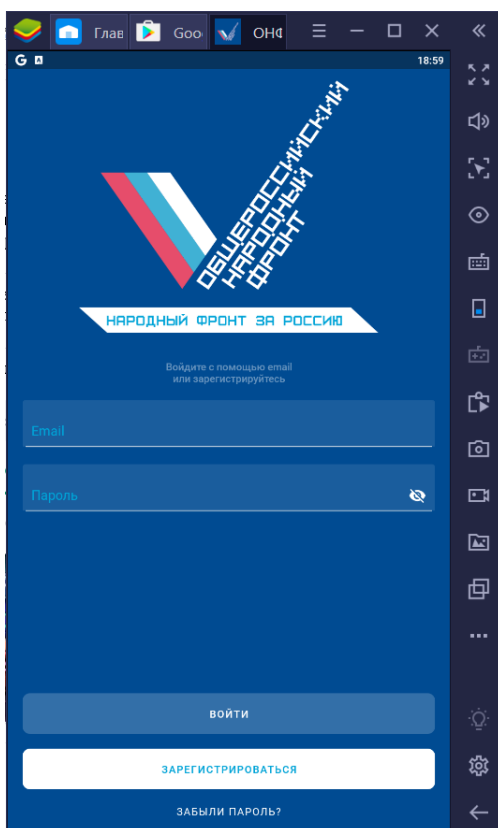 Глав
Goo
ОНФ
18:59
ОБЩЕРОССИЙСКИЙ
НАРОДНЫЙ
ФРОНТ
НАРОДНЫЙ ФРОНТ ЗА РОССИЮ
Войдите с помощью email
или зарегистрируйтесь
Email
Пароль
ВОЙТИ
ЗАРЕГИСТРИРОВАТЬСЯ
ЗАБЫЛИ ПАРОЛЬ?